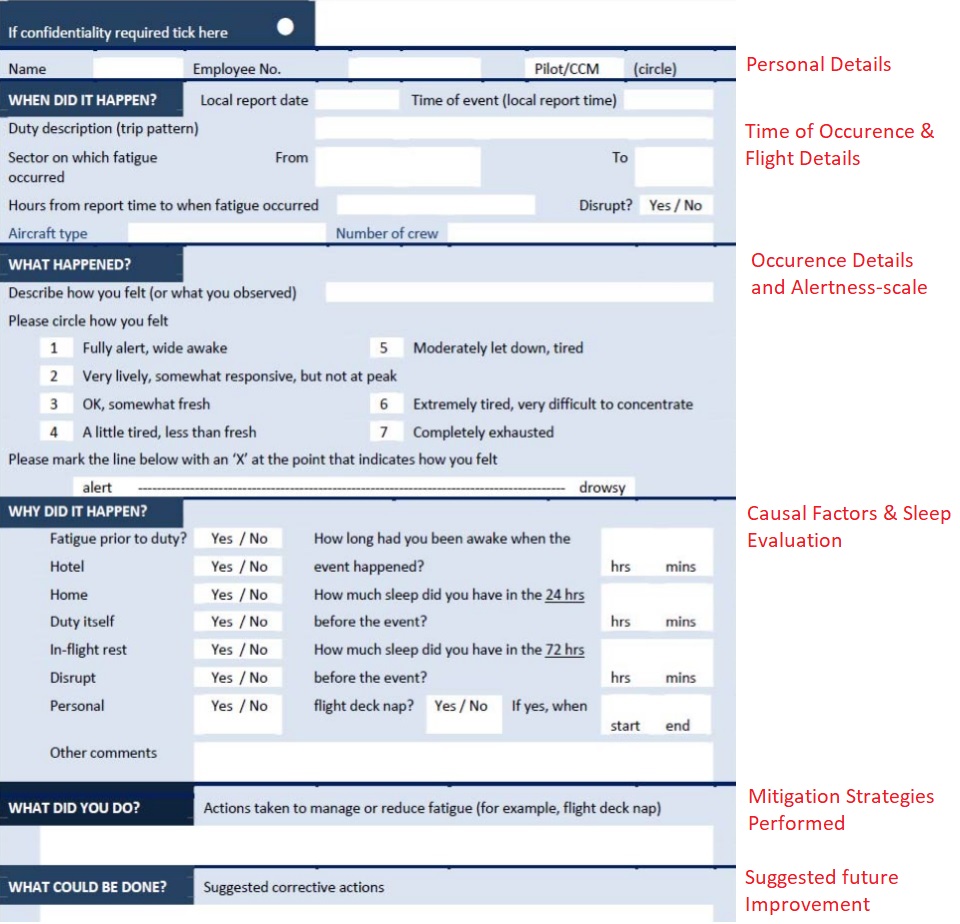 If confidentiality required tick here
Name Employee No. Pilot/CCM (circle) Personal Details
WHEN DID IT HAPPEN? Local report date Time of event (local report time)
Duty description (trip pattern) Time of Occurence &
Flight Details
Sector on which fatigue From To
occurred
Hours from report time to when fatigue occurred Disrupt? Yes / No
Aircraft type Number of crew
WHAT HAPPENED? Occurence Details
and Alertness-scale
Describe how you felt (or what you observed)
Please circle how you felt
1 Fully alert, wide awake 5 Moderately let down, tired
2 Very lively, somewhat responsive, but not at peak
3 OK, somewhat fresh 6 Extremely tired, very difficult to concentrate
4 A little tired, less than fresh 7 Completely exhausted
Please mark the line below with an ‘X’ at the point that indicates how you felt
alert ---------------------------------------------------------------------------------------- drowsy
WHY DID IT HAPPEN? Causal Factors & Sleep
Evaluation
Fatigue prior to duty? Yes / No How long had you been awake when the
Hotel Yes / No event happened? hrs mins
Home Yes / No How much sleep did you have in the 24 hrs
Duty itself Yes / No before the event? hrs mins
In-flight rest Yes / No How much sleep did you have in the 72 hrs
Disrupt Yes / No before the event? hrs mins
Personal Yes / No flight deck nap? Yes / No If yes, when
start end
Other comments
WHAT DID YOU DO? Actions taken to manage or reduce fatigue (for example, flight deck nap) Mitigation Strategies
Performed
WHAT COULD BE DONE? Suggested corrective actions Suggested future
Improvement